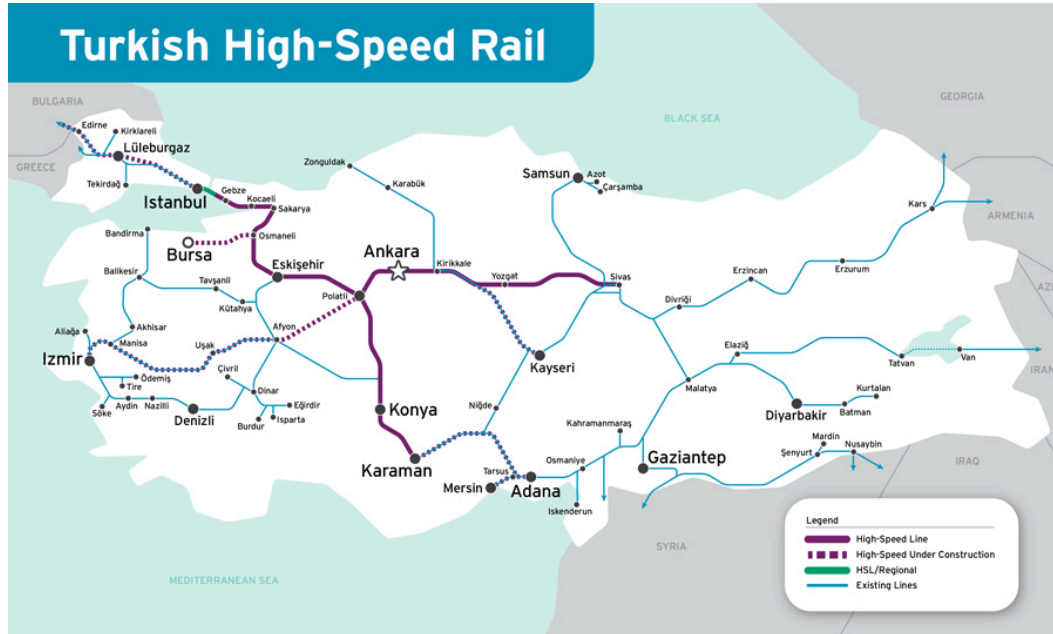 Turkish High-Speed Rail
BULGARIA
GEORGIA
BLACK SEA
Edirne
Kirklareli
Lüleburgaz
GREECE
Tekirdağ
Istanbul
Gebze
Kocaeli
Sakarya
Zonguldak
Karabük
Samsun
Azot
Çarşamba
Kars
ARMENIA
Bandirma
Bursa
Osmaneli
Ankara
Eskişehir
Kirikkale
Yozgat
Sivas
Erzincan
Erzurum
Balikesir
Tavşanli
Kütahya
Polatli
Divriği
AZ
Aliağa
Akhisar
Manisa
Afyon
Uşak
Izmir
Kayseri
Elaziğ
Tatvan
Van
IRAN
Ödemiş
Tire
Çivril
Dinar
Malatya
Kurtalan
Söke
Aydin
Nazilli
Denizli
Eğirdir
Burdur
Isparta
Konya
Niğde
Diyarbakir
Batman
Kahramanmaraş
Mardin
Nusaybin
Şenyurt
Karaman
Tarsus
Mersin
Adana
Osmaniye
Gaziantep
IRAQ
Iskenderun
SYRIA
MEDITERRANEAN SEA
Legend
High-Speed Line
High-Speed Under Construction
HSL/Regional
Existing Lines